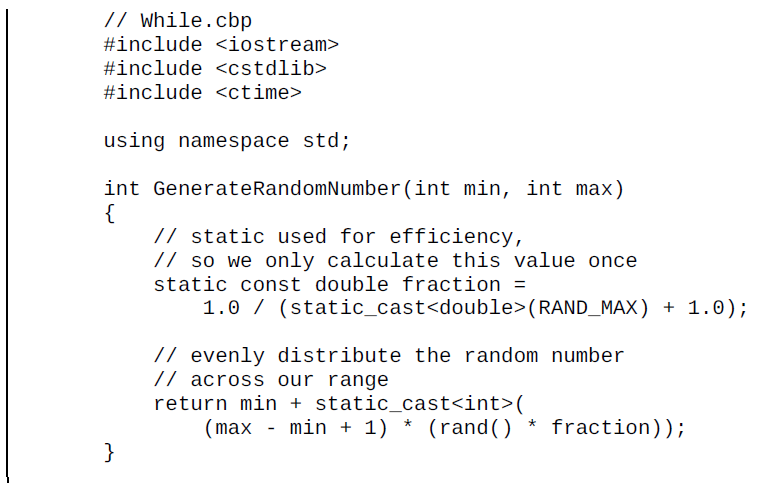 // While.cbp
#include <iostream>
#include <cstdlib>
#include <ctime>

using namespace std;

int GenerateRandomNumber(int min, int max)
{
    // static used for efficiency,
    // so we only calculate this value once
    static const double fraction =
        1.0 / (static_cast<double>(RAND_MAX) + 1.0);

    // evenly distribute the random number
    // across our range
    return min + static_cast<int>(
        (max - min + 1) * (rand() * fraction));
}